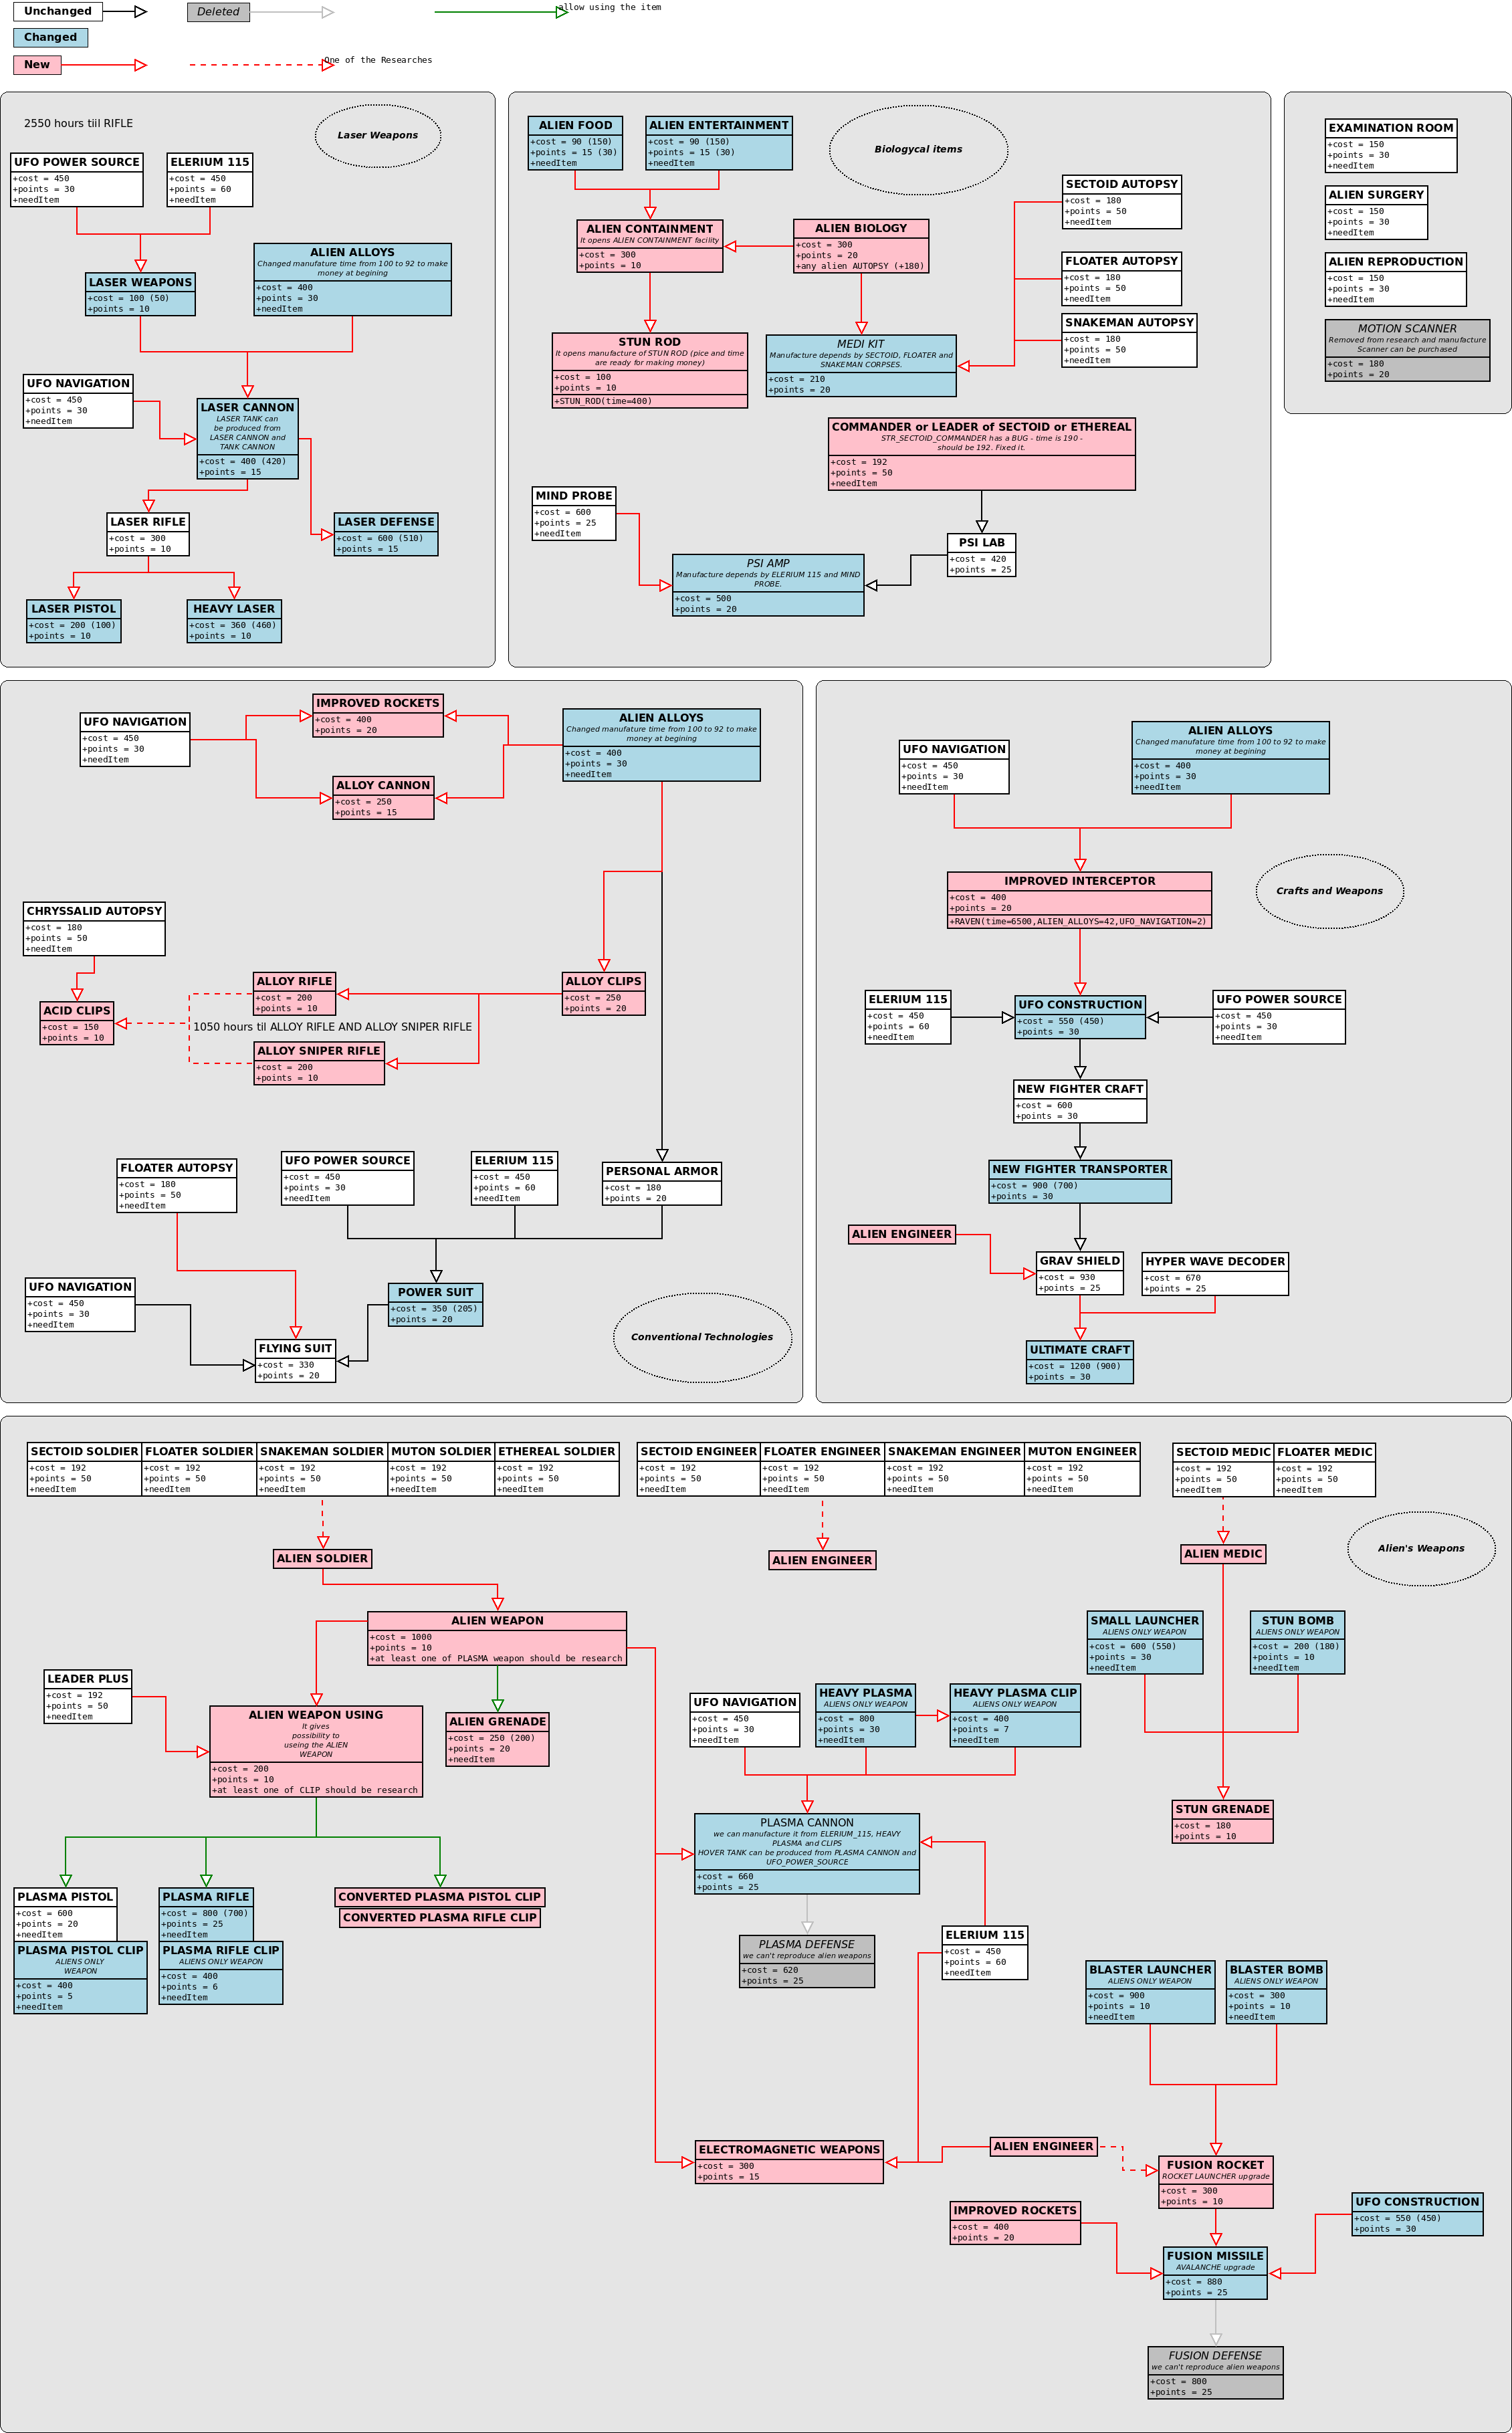 Unchanged
Deleted
allow using the item
Changed
New
One of the Researches
2550 hours tiil RIFLE
Laser Weapons
UFO POWER SOURCE
+cost = 450
+points = 30
+needItem
ELERIUM 115
+cost = 450
+points = 60
+needItem
ALIEN ALLOYS
Changed manufature time from 100 to 92 to make
money at begining
+cost = 400
+points = 30
+needItem
LASER WEAPONS
+cost = 100 (50)
+points = 10
UFO NAVIGATION
+cost = 450
+points = 30
+needItem
LASER CANNON
LASER TANK can
be produced from
LASER CANNON and
TANK CANNON
+cost = 400 (420)
+points = 15
LASER RIFLE
+cost = 300
+points = 10
LASER DEFENSE
+cost = 600 (510)
+points = 15
LASER PISTOL
+cost = 200 (100)
+points = 10
HEAVY LASER
+cost = 360 (460)
+points = 10
ALIEN FOOD
+cost = 90 (150)
+points = 15 (30)
+needItem
ALIEN ENTERTAINMENT
+cost = 90 (150)
+points = 15 (30)
+needItem
Biologycal items
SECTOID AUTOPSY
+cost = 180
+points = 50
+needItem
ALIEN CONTAINMENT
It opens ALIEN CONTAINMENT facility
+cost = 300
+points = 10
ALIEN BIOLOGY
+cost = 300
+points = 20
+any alien AUTOPSY (+180)
FLOATER AUTOPSY
+cost = 180
+points = 50
+needItem
SNAKEMAN AUTOPSY
+cost = 180
+points = 50
+needItem
STUN ROD
It opens manufacture of STUN ROD (pice and time
are ready for making money)
+cost = 100
+points = 10
+STUN_ROD(time=400)
MEDI KIT
Manufacture depends by SECTOID, FLOATER and
SNAKEMAN CORPSES.
+cost = 210
+points = 20
COMMANDER or LEADER of SECTOID or ETHEREAL
STR_SECTOID_COMMANDER has a BUG - time is 190 -
should be 192. Fixed it.
+cost = 192
+points = 50
+needItem
MIND PROBE
+cost = 600
+points = 25
+needItem
PSI LAB
+cost = 420
+points = 25
PSI AMP
Manufacture depends by ELERIUM 115 and MIND
PROBE.
+cost = 500
+points = 20
EXAMINATION ROOM
+cost = 150
+points = 30
+needItem
ALIEN SURGERY
+cost = 150
+points = 30
+needItem
ALIEN REPRODUCTION
+cost = 150
+points = 30
+needItem
MOTION SCANNER
Removed from research and manufacture
Scanner can be purchased
+cost = 180
+points = 20
UFO NAVIGATION
+cost = 450
+points = 30
+needItem
IMPROVED ROCKETS
+cost = 400
+points = 20
ALIEN ALLOYS
Changed manufature time from 100 to 92 to make
money at begining
+cost = 400
+points = 30
+needItem
ALLOY CANNON
+cost = 250
+points = 15
CHRYSSALID AUTOPSY
+cost = 180
+points = 50
+needItem
ACID CLIPS
+cost = 150
+points = 10
ALLOY RIFLE
+cost = 200
+points = 10
ALLOY CLIPS
+cost = 250
+points = 20
1050 hours til ALLOY RIFLE AND ALLOY SNIPER RIFLE
ALLOY SNIPER RIFLE
+cost = 200
+points = 10
FLOATER AUTOPSY
+cost = 180
+points = 50
+needItem
UFO POWER SOURCE
+cost = 450
+points = 30
+needItem
ELERIUM 115
+cost = 450
+points = 60
+needItem
PERSONAL ARMOR
+cost = 180
+points = 20
UFO NAVIGATION
+cost = 450
+points = 30
+needItem
POWER SUIT
+cost = 350 (205)
+points = 20
FLYING SUIT
+cost = 330
+points = 20
Conventional Technologies
UFO NAVIGATION
+cost = 450
+points = 30
+needItem
ALIEN ALLOYS
Changed manufature time from 100 to 92 to make
money at begining
+cost = 400
+points = 30
+needItem
IMPROVED INTERCEPTOR
+cost = 400
+points = 20
+RAVEN(time=6500,ALIEN_ALLOYS=42,UFO_NAVIGATION=2)
Crafts and Weapons
ELERIUM 115
+cost = 450
+points = 60
+needItem
UFO CONSTRUCTION
+cost = 550 (450)
+points = 30
UFO POWER SOURCE
+cost = 450
+points = 30
+needItem
NEW FIGHTER CRAFT
+cost = 600
+points = 30
NEW FIGHTER TRANSPORTER
+cost = 900 (700)
+points = 30
ALIEN ENGINEER
GRAV SHIELD
+cost = 930
+points = 25
HYPER WAVE DECODER
+cost = 670
+points = 25
ULTIMATE CRAFT
+cost = 1200 (900)
+points = 30
SECTOID SOLDIER
+cost = 192
+points = 50
+needItem
FLOATER SOLDIER
+cost = 192
+points = 50
+needItem
SNAKEMAN SOLDIER
+cost = 192
+points = 50
+needItem
MUTON SOLDIER
+cost = 192
+points = 50
+needItem
ETHEREAL SOLDIER
+cost = 192
+points = 50
+needItem
SECTOID ENGINEER
+cost = 192
+points = 50
+needItem
FLOATER ENGINEER
+cost = 192
+points = 50
+needItem
SNAKEMAN ENGINEER
+cost = 192
+points = 50
+needItem
MUTON ENGINEER
+cost = 192
+points = 50
+needItem
SECTOID MEDIC
+cost = 192
+points = 50
+needItem
FLOATER MEDIC
+cost = 192
+points = 50
+needItem
ALIEN SOLDIER
ALIEN ENGINEER
ALIEN MEDIC
Alien's Weapons
ALIEN WEAPON
+cost = 1000
+points = 10
+at least one of PLASMA weapon should be research
SMALL LAUNCHER
ALIENS ONLY WEAPON
+cost = 600 (550)
+points = 30
+needItem
STUN BOMB
ALIENS ONLY WEAPON
+cost = 200 (180)
+points = 10
+needItem
LEADER PLUS
+cost = 192
+points = 50
+needItem
ALIEN WEAPON USING
It gives
possibility to
useing the ALIEN
WEAPON
+cost = 200
+points = 10
+at least one of CLIP should be research
ALIEN GRENADE
+cost = 250 (200)
+points = 20
+needItem
UFO NAVIGATION
+cost = 450
+points = 30
+needItem
HEAVY PLASMA
ALIENS ONLY WEAPON
+cost = 800
+points = 30
+needItem
HEAVY PLASMA CLIP
ALIENS ONLY WEAPON
+cost = 400
+points = 7
+needItem
STUN GRENADE
+cost = 180
+points = 10
PLASMA CANNON
we can manufacture it from ELERIUM_115, HEAVY
PLASMA and CLIPS
HOVER TANK can be produced from PLASMA CANNON and
UFO_POWER_SOURCE
+cost = 660
+points = 25
PLASMA PISTOL
+cost = 600
+points = 20
+needItem
PLASMA PISTOL CLIP
ALIENS ONLY
WEAPON
+cost = 400
+points = 5
+needItem
PLASMA RIFLE
+cost = 800 (700)
+points = 25
+needItem
PLASMA RIFLE CLIP
ALIENS ONLY WEAPON
+cost = 400
+points = 6
+needItem
CONVERTED PLASMA PISTOL CLIP
CONVERTED PLASMA RIFLE CLIP
PLASMA DEFENSE
we can't reproduce alien weapons
+cost = 620
+points = 25
ELERIUM 115
+cost = 450
+points = 60
+needItem
BLASTER LAUNCHER
ALIENS ONLY WEAPON
+cost = 900
+points = 10
+needItem
BLASTER BOMB
ALIENS ONLY WEAPON
+cost = 300
+points = 10
+needItem
ELECTROMAGNETIC WEAPONS
+cost = 300
+points = 15
ALIEN ENGINEER
FUSION ROCKET
ROCKET LAUNCHER upgrade
+cost = 300
+points = 10
IMPROVED ROCKETS
+cost = 400
+points = 20
UFO CONSTRUCTION
+cost = 550 (450)
+points = 30
FUSION MISSILE
AVALANCHE upgrade
+cost = 880
+points = 25
FUSION DEFENSE
we can't reproduce alien weapons
+cost = 800
+points = 25